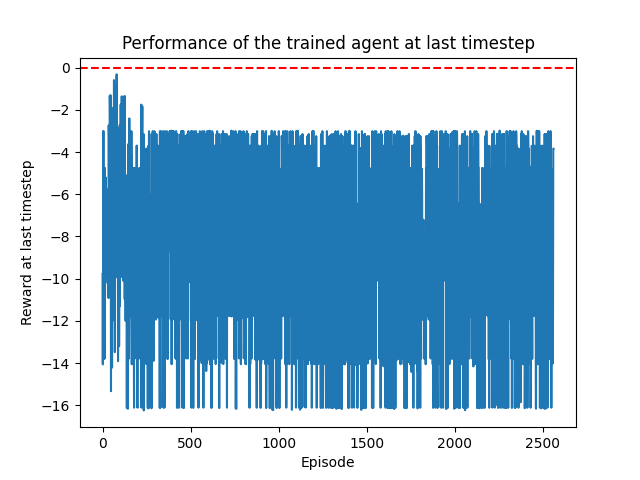 Performance of the trained agent at last timestep
0
−2
−4
−6
−8
−10
−12
−14
−16
Reward at last timestep
0 500 1000 1500 2000 2500
Episode